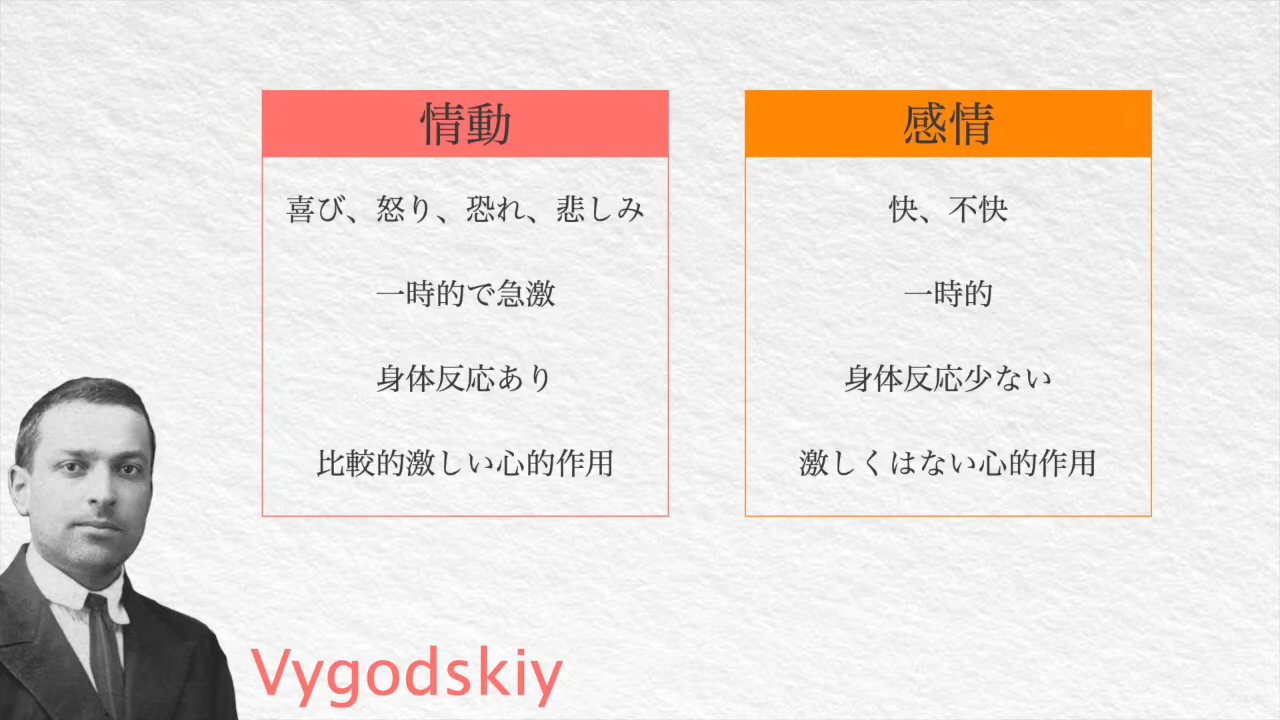 情動
喜び、怒り、恐れ、悲しみ
一時的で急激
身体反応あり
比較的激しい心的作用
感情
快、不快
一時的
身体反応少ない
激しくはない心的作用
Vygodskiy